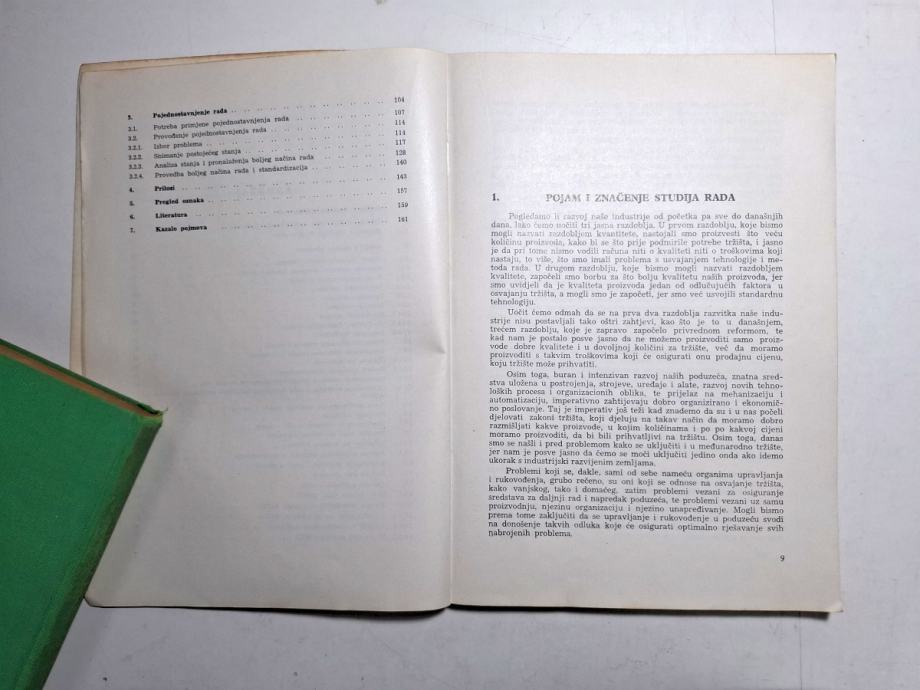 3. Pojednostavnjenje rada .. .. .. .. .. .. .. .. .. .. .. .. 104
3.1. Potreba primjene pojednostavnjenja rada .. .. .. .. .. .. .. 107
3.2. Provođenje pojednostavnjenja rada .. .. .. .. .. .. .. .. 114
3.2.1. Izbor problema .. .. .. .. .. .. .. .. .. .. .. .. 114
3.2.2. Snimanje postojećeg stanja .. .. .. .. .. .. .. .. .. .. 117
3.2.3. Analiza stanja i pronalaženja boljeg načina rada .. .. .. .. .. 128
3.2.4. Provedba boljeg načina rada i standardizacija .. .. .. .. .. .. 140
4. Prilozi .. .. .. .. .. .. .. .. .. .. .. .. .. 143
5. Pregled oznaka .. .. .. .. .. .. .. .. .. .. .. .. 157
6. Literatura .. .. .. .. .. .. .. .. .. .. .. .. 159
7. Kazalo pojmova .. .. .. .. .. .. .. .. .. .. .. .. 161
1. POJAM I ZNAČENJE STUDIJA RADA
Pogledamo li razvoj naše industrije od početka pa sve do današnjih
dana, lako ćemo uočiti tri jasna razdoblja. U prvom razdoblju, koje bismo
mogli nazvati razdobljem kvantitete, nastojali smo proizvesti što veću
količinu proizvoda, kako bi se što prije podmirile potrebe tržišta, i jasno
je da pri tome nismo vodili računa niti o kvaliteti niti o troškovima koji
nastaju, to više, što smo imali problema s usvajanjem tehnologije i me-
toda rada. U drugom razdoblju, koje bismo mogli nazvati razdobljem
kvalitete, započeli smo borbu za što bolju kvalitetu naših proizvoda, jer
smo uvidjeli da je kvaliteta proizvoda jedan od odlučujućih faktora u
osvajanju tržišta, a mogli smo je započeti, jer smo već usvojili standardnu
tehnologiju.
Uočit ćemo odmah da se na prva dva razdoblja razvitka naše indu-
strije nisu postavljali tako oštri zahtjevi, kao što je to u današnjem,
trećem razdoblju, koje je zapravo započelo privrednom reformom, te
kad nam je postalo posve jasno da ne možemo proizvoditi samo proiz-
vode dobre kvalitete i u dovoljnoj količini za tržište, već da moramo
proizvoditi s takvim troškovima koji će osigurati onu prodajnu cijenu,
koju tržište može prihvatiti.
Osim toga, buran i intenzivan razvoj naših poduzeća, znatna sred-
stva uložena u postrojenja, strojeve, uređaje i alate, razvoj novih tehno-
loških procesa i organizacionih oblika, te prijelaz na mehanizaciju i
automatizaciju, imperativno zahtijevaju dobro organizirano i ekonomič-
no poslovanje. Taj je imperativ još teži kad znademo da su i u nas počeli
djelovati zakoni tržišta, koji djeluju na takav način da moramo dobro
razmišljati kakve proizvode, u kojim količinama i po po kakvoj cijeni
moramo proizvoditi, da bi bili prihvatljivi na tržištu. Osim toga, danas
smo se našli i pred problemom kako se uključiti i u međunarodno tržište,
jer nam je posve jasno da ćemo se moći uključiti jedino onda ako idemo
ukorak s industrijski razvijenim zemljama.
Problemi koji se, dakle, sami od sebe nameću organima upravljanja
i rukovođenja, grubo rečeno, su oni koji se odnose na osvajanje tržišta,
kako vanjskog, tako i domaćeg, zatim problemi vezani za osiguranje
sredstava za daljnji rad i napredak poduzeća, te problemi vezani uz samu
proizvodnju, njezinu organizaciju i njezino unapređivanje. Mogli bismo
prema tome zaključiti da se upravljanje i rukovođenje u poduzeću svodi
na donošenje takvih odluka koje će osigurati optimalno rješavanje svih
nabrojenih problema.
9